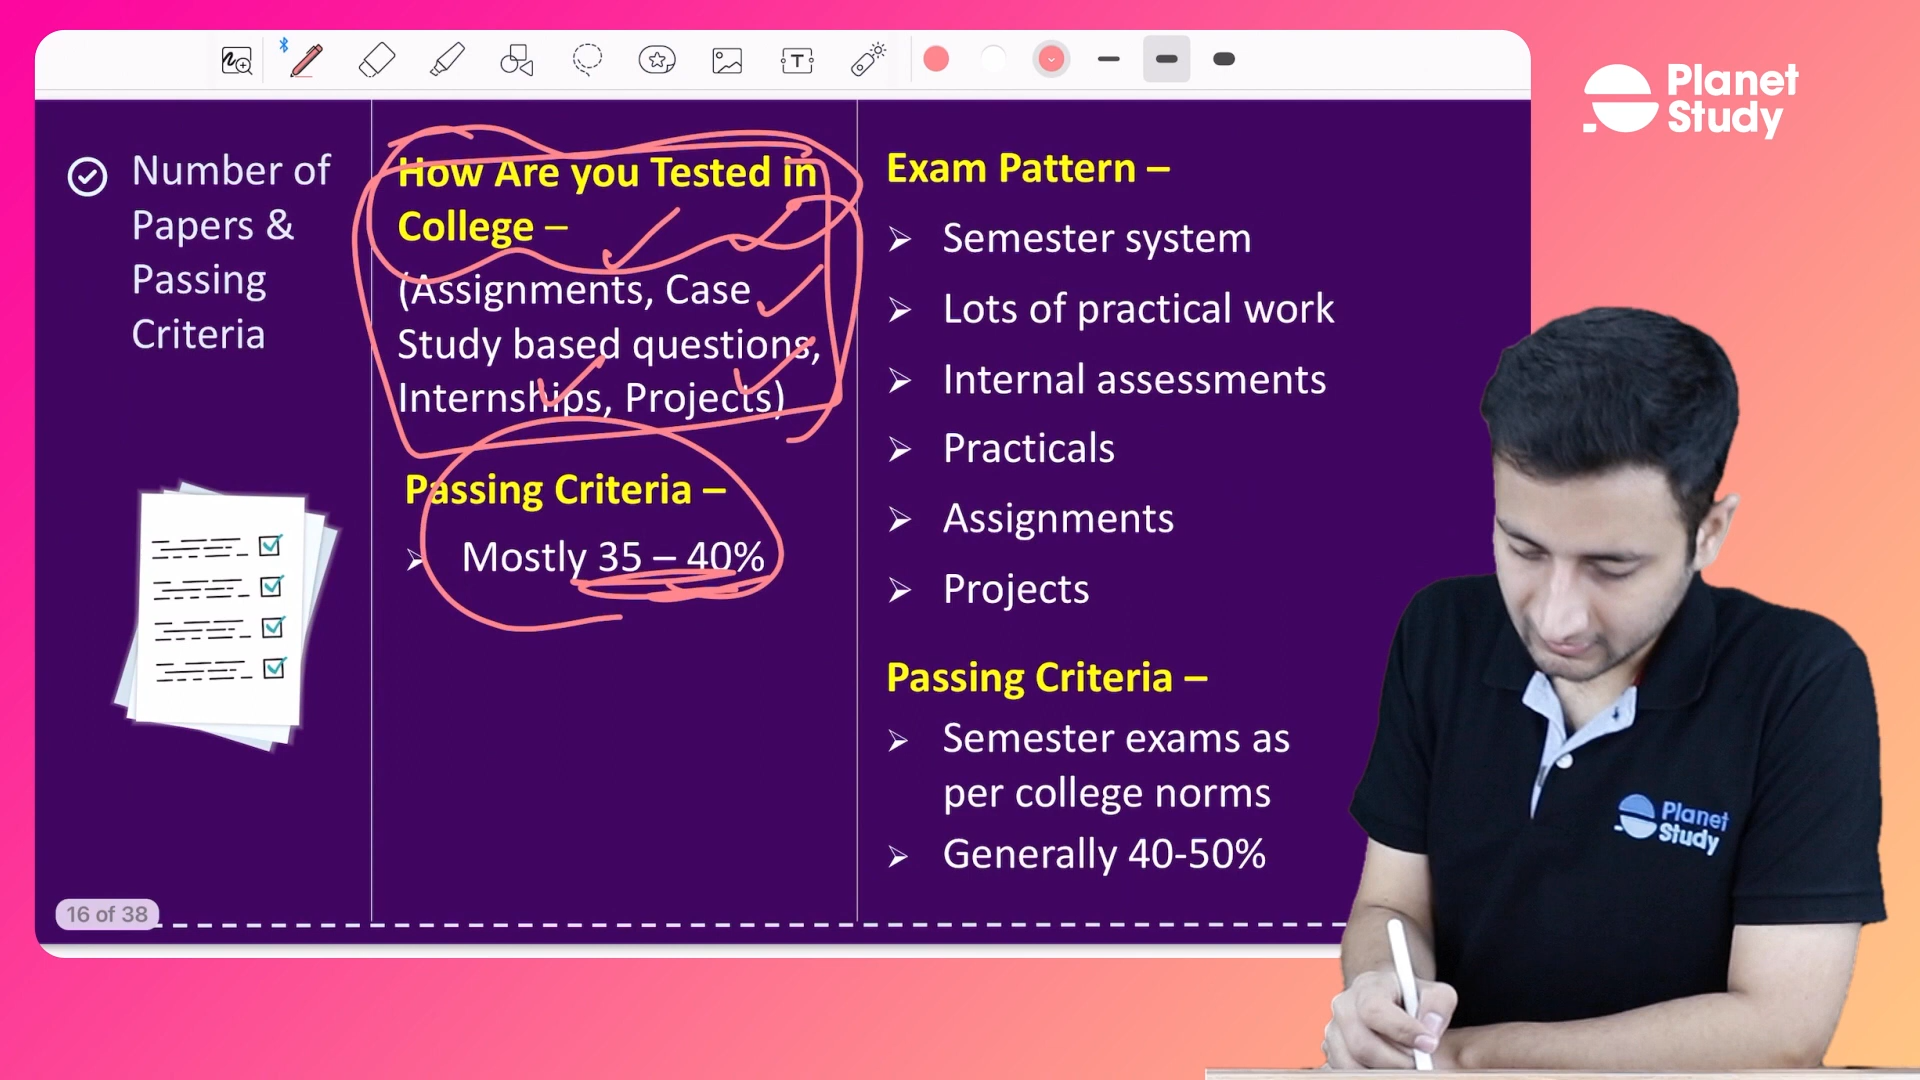 Planet
Study
Number of
Papers &
Passing
Criteria
How Are you Tested in
College –
(Assignments, Case
Study based questions,
Internships, Projects)
Passing Criteria –
Mostly 35 – 40%
Exam Pattern –
Semester system
Lots of practical work
Internal assessments
Practicals
Assignments
Projects
Passing Criteria –
Semester exams as
per college norms
Generally 40-50%
16 of 38
Planet
Study